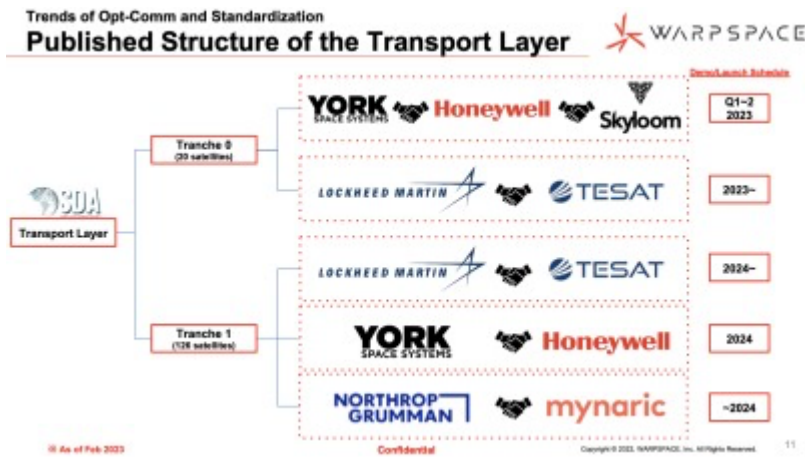 Trends of Opt-Comm and Standardization
Published Structure of the Transport Layer
WARPSPACE
Demo/Launch Schedule
YORK
SPACE SYSTEMS
Honeywell
Skyloom
Q1~2
2023
Tranche 0
(20 satellites)
LOCKHEED MARTIN
TESAT
2023~
SDA
Transport Layer
LOCKHEED MARTIN
TESAT
2024~
Tranche 1
(126 satellites)
YORK
SPACE SYSTEMS
Honeywell
2024
NORTHROP
GRUMMAN
mynaric
~2024
※ As of Feb 2023
Confidential
Copyright © 2023, WARPSPACE, Inc. All Rights Reserved.
11